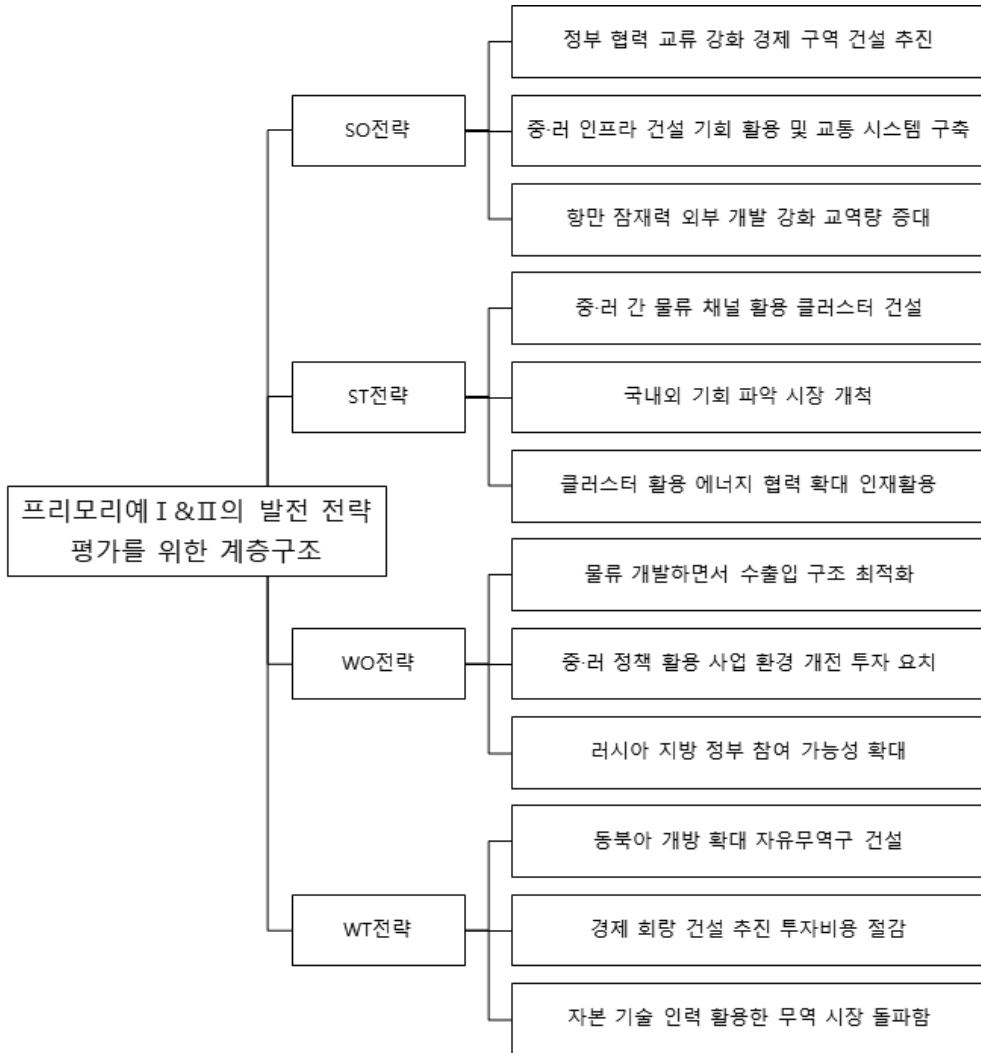 정부 협력 교류 강화 경제 구역 건설 추진
SO전략
중·러 인프라 건설 기회 활용 및 교통 시스템 구축
항만 잠재력 외부 개발 강화 교역량 증대
중·러 간 물류 채널 활용 클러스터 건설
ST전략
국내외 기회 파악 시장 개척
클러스터 활용 에너지 협력 확대 인재활용
프리모리예Ⅰ&Ⅱ의 발전 전략
평가를 위한 계층구조
물류 개발하면서 수출입 구조 최적화
WO전략
중·러 정책 활용 사업 환경 개전 투자 요치
러시아 지방 정부 참여 가능성 확대
동북아 개방 확대 자유무역구 건설
WT전략
경제 회랑 건설 추진 투자비용 절감
자본 기술 인력 활용한 무역 시장 돌파함